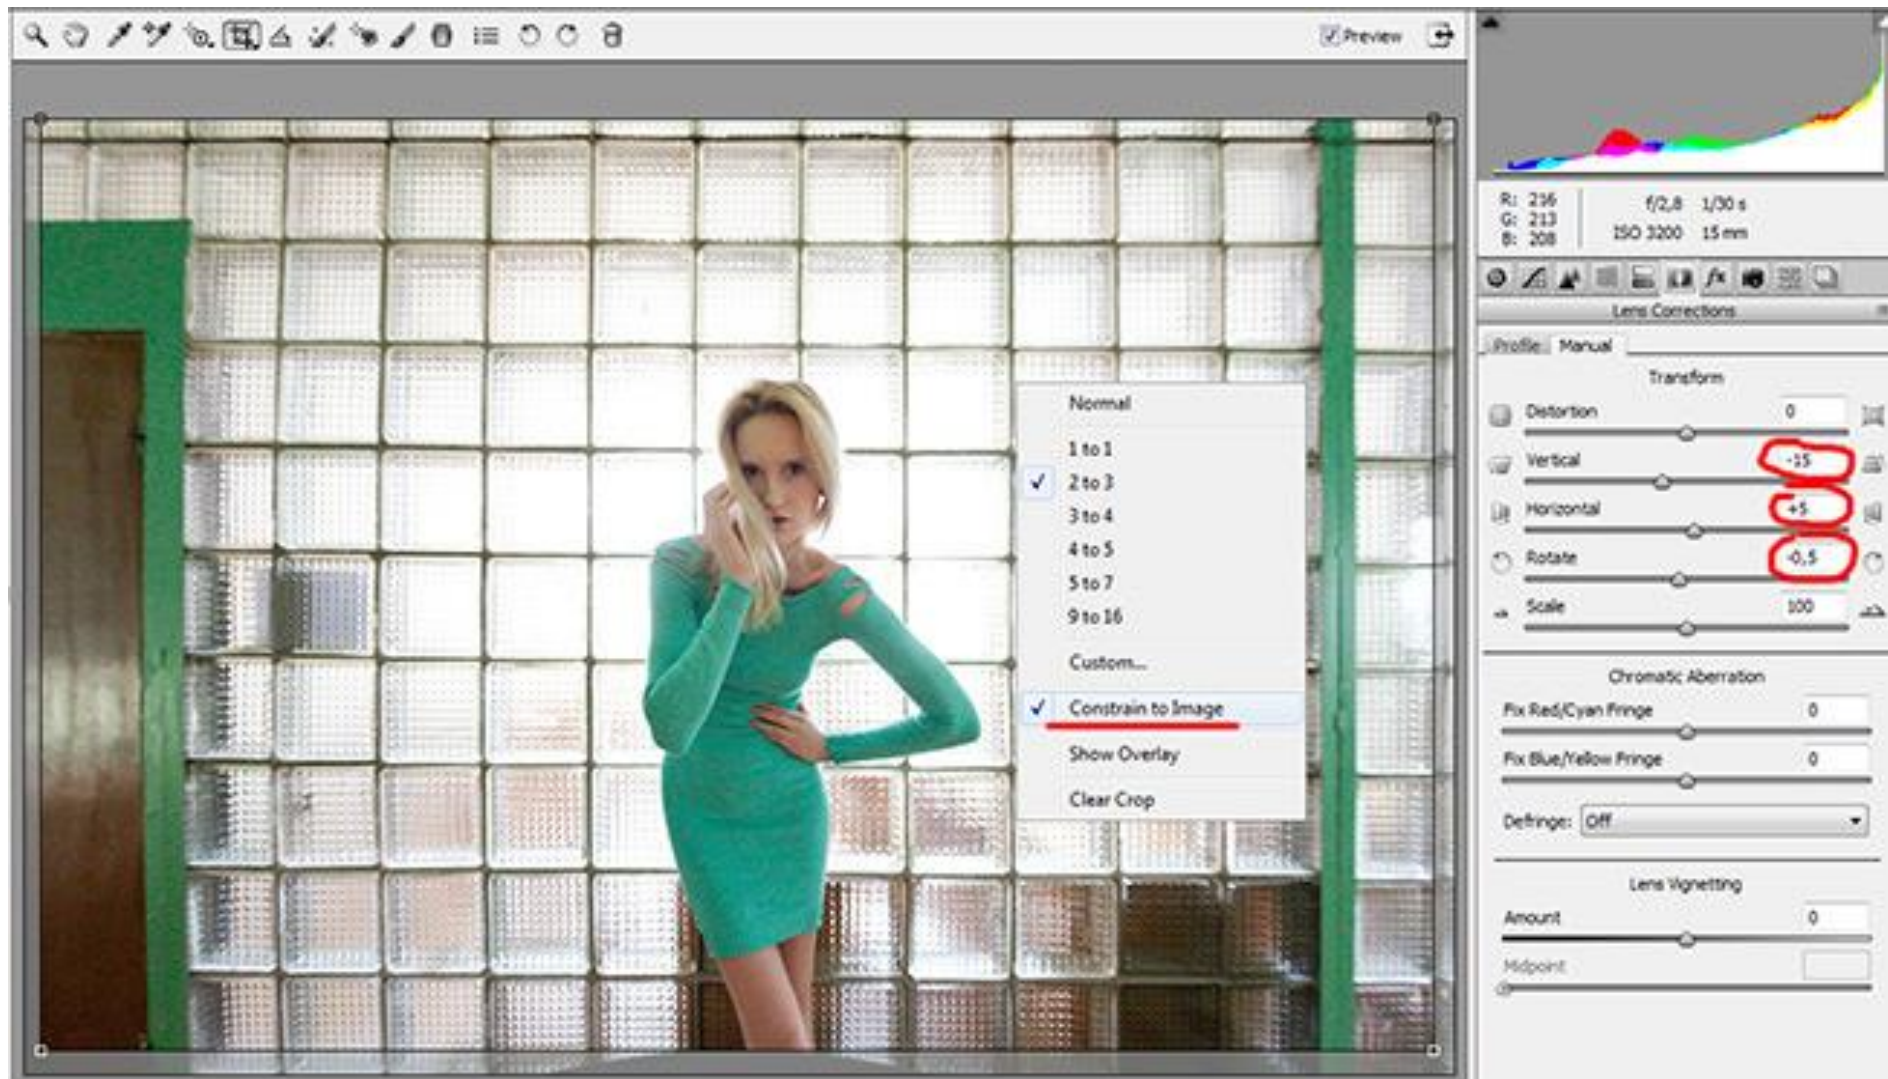 Preview
R: 216
G: 213
B: 208
f/2,8 1/30 s
ISO 3200 15 mm
fx
Lens Corrections
Profile Manual
Transform
Distortion 0
Vertical -15
Horizontal +5
Rotate -0,5
Scale 100
Chromatic Aberration
Fix Red/Cyan Fringe 0
Fix Blue/Yellow Fringe 0
Defringe: Off
Lens Vignetting
Amount 0
Midpoint
Normal
1 to 1
2 to 3
3 to 4
4 to 5
5 to 7
9 to 16
Custom...
Constrain to Image
Show Overlay
Clear Crop